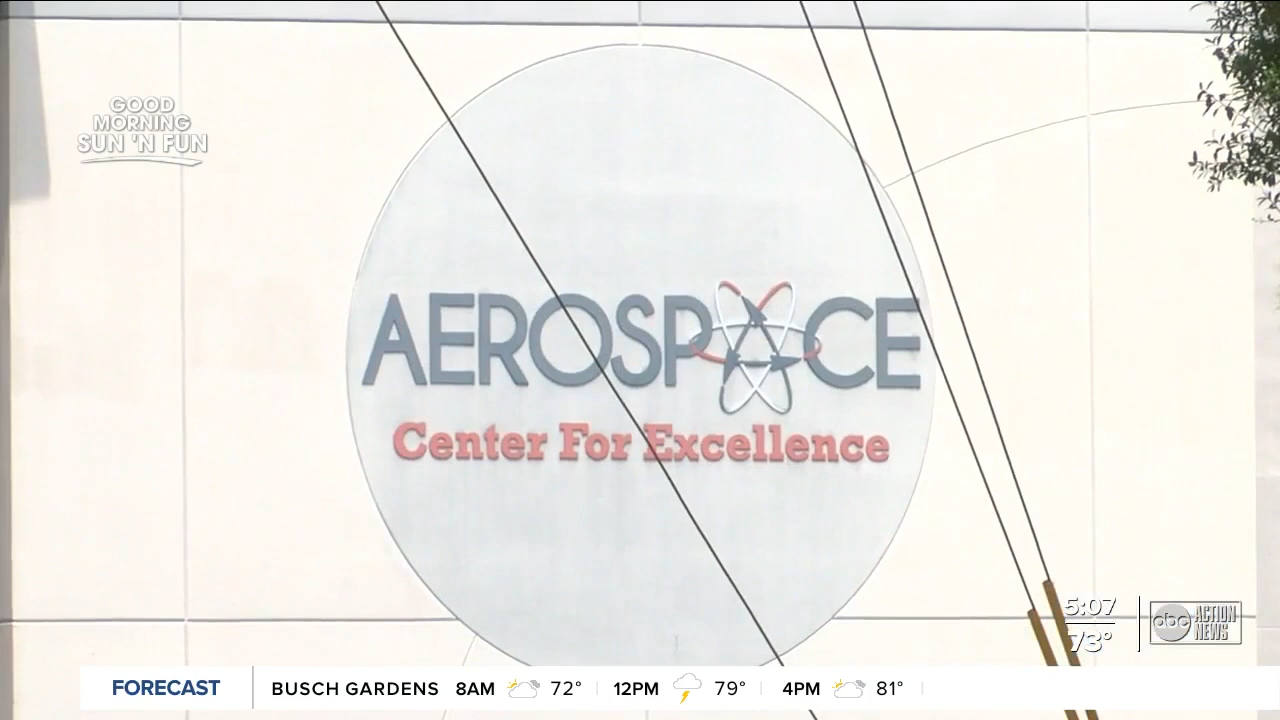 GOOD
MORNING
SUN 'N FUN
AEROSPACE
Center For Excellence
5:07
73°
abc ACTION NEWS
FORECAST BUSCH GARDENS 8AM 72° 12PM 79° 4PM 81°